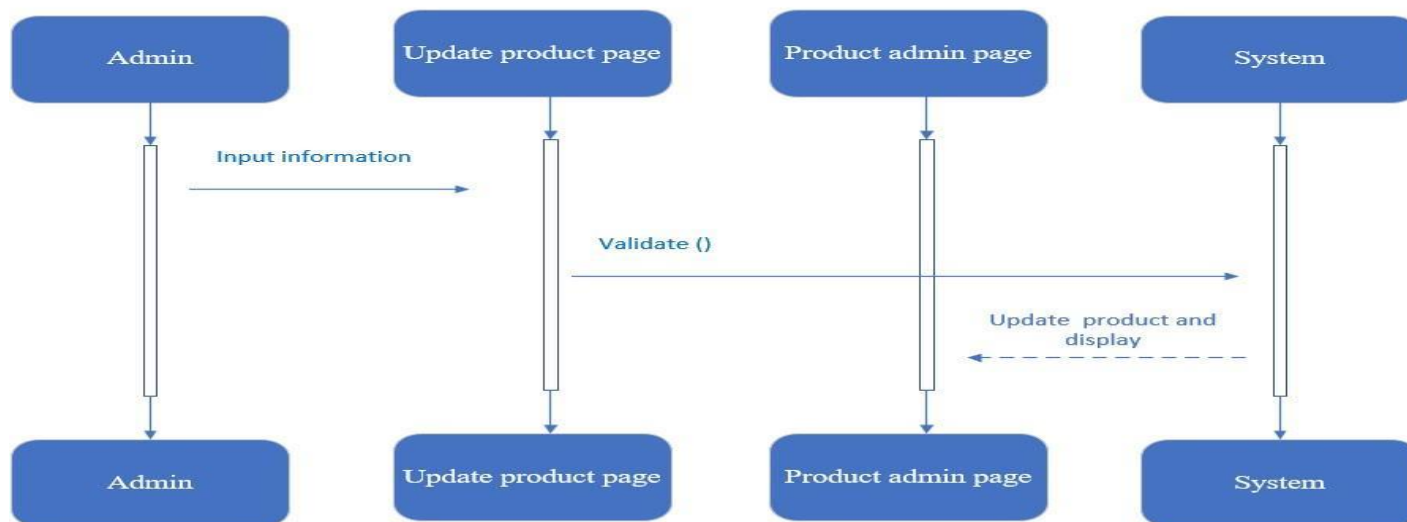 Admin
Update product page
Product admin page
System
Input information
Validate ()
Update product and
display
Admin
Update product page
Product admin page
System